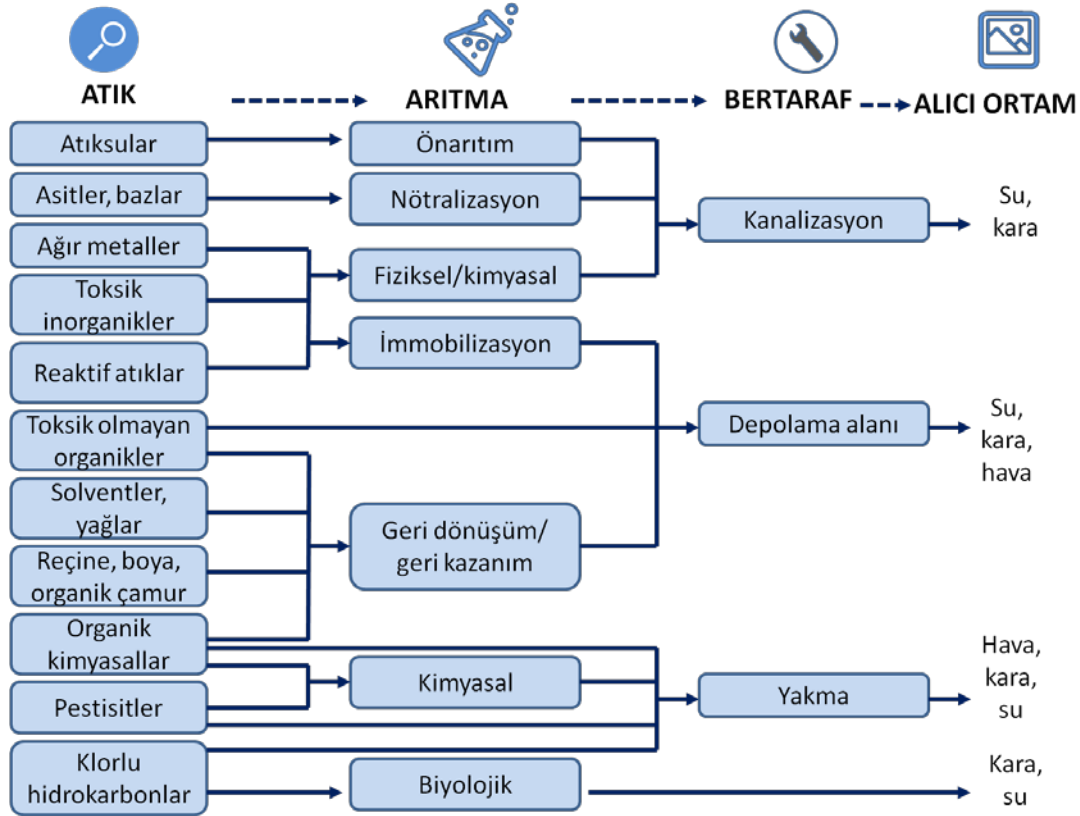 ATIK
ARITMA
BERTARAF
ALICI ORTAM
Atıksular
Önarıtım
Asitler, bazlar
Nötralizasyon
Kanalizasyon
Su,
kara
Ağır metaller
Fiziksel/kimyasal
Toksik
inorganikler
İmmobilizasyon
Reaktif atıklar
Toksik olmayan
organikler
Depolama alanı
Su,
kara,
hava
Solventler,
yağlar
Geri dönüşüm/
geri kazanım
Reçine, boya,
organik çamur
Organik
kimyasallar
Kimyasal
Yakma
Hava,
kara,
su
Pestisitler
Klorlu
hidrokarbonlar
Biyolojik
Kara,
su